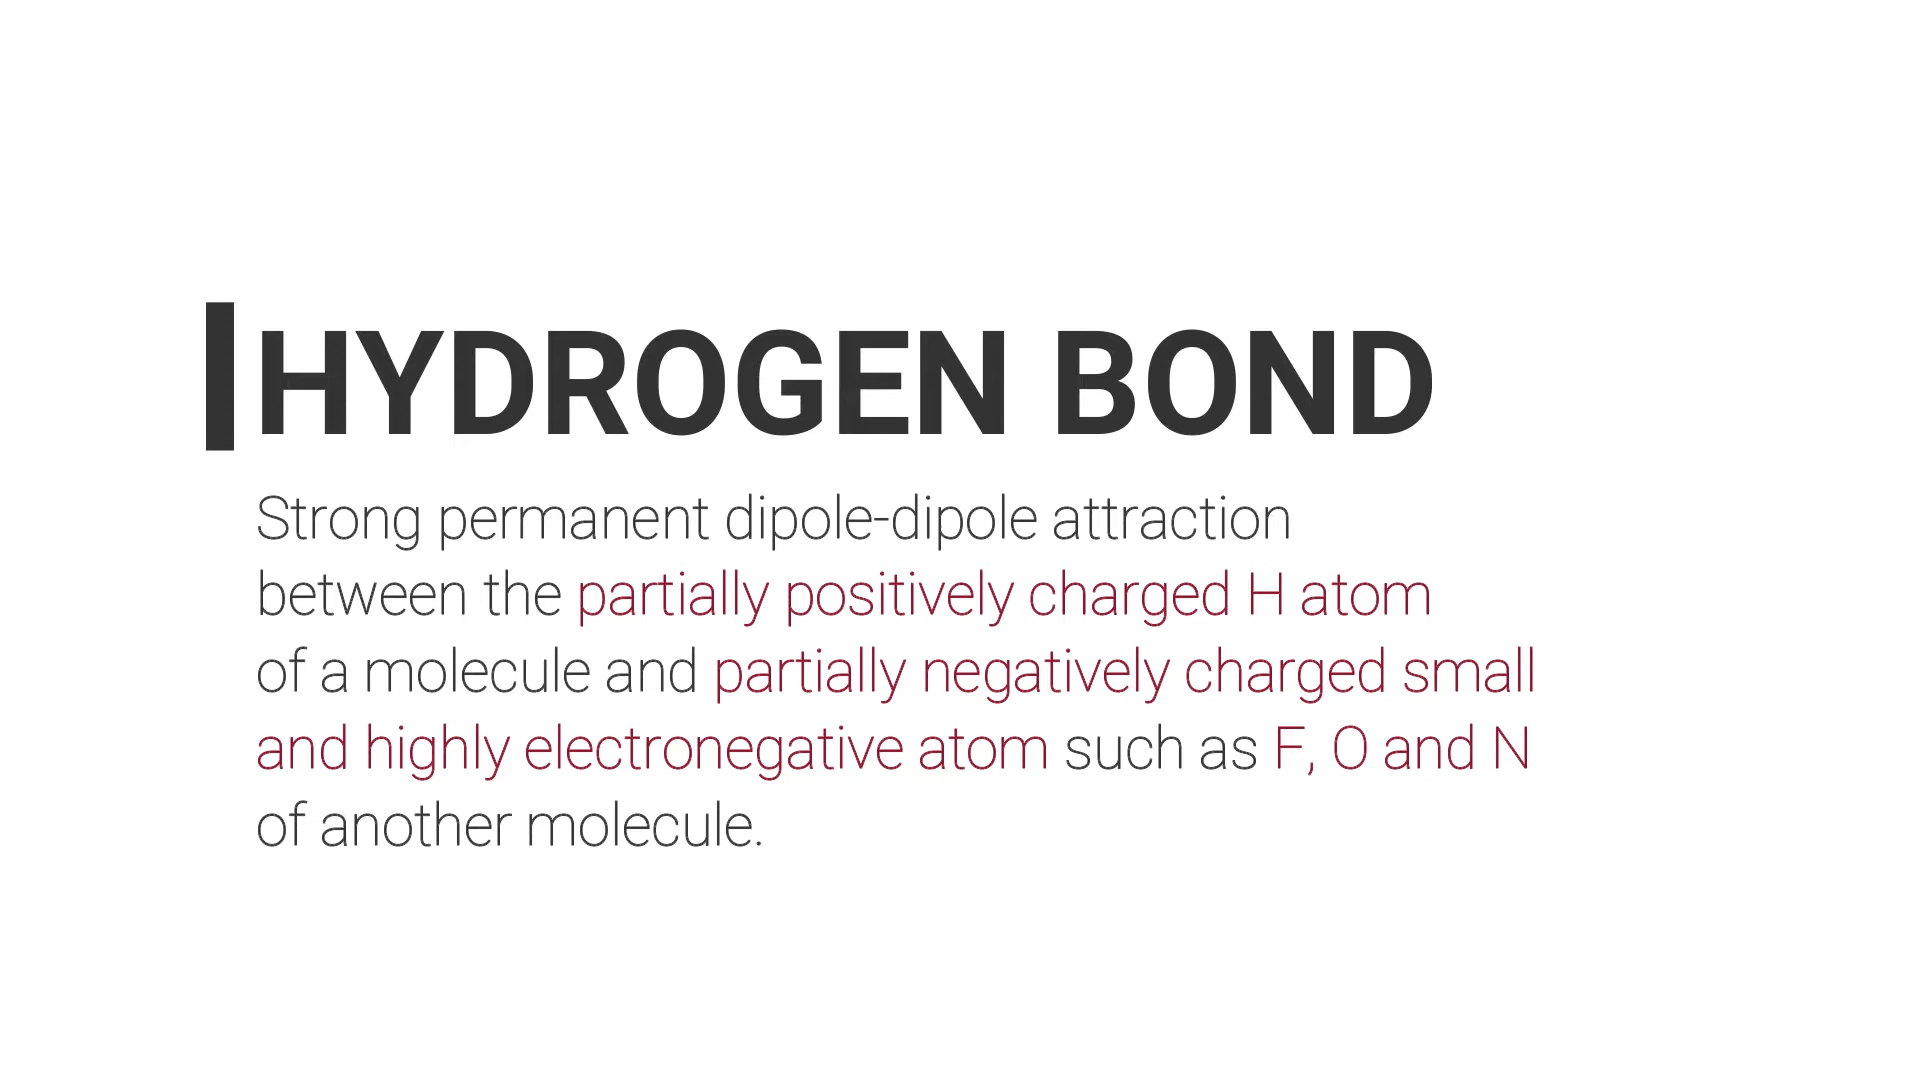 HYDROGEN BOND
Strong permanent dipole-dipole attraction
between the partially positively charged H atom
of a molecule and partially negatively charged small
and highly electronegative atom such as F, O and N
of another molecule.